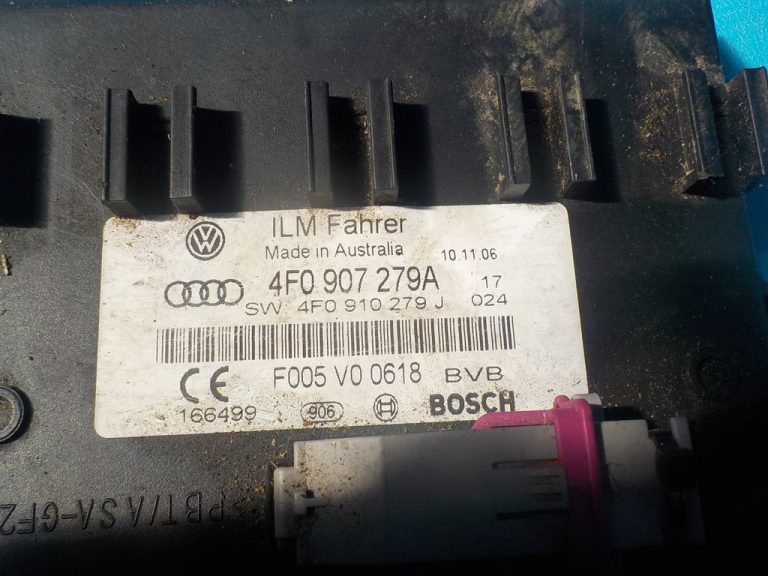 ILM Fahrer
Made in Australia 10.11.06
4F0 907 279A 17
SW 4F0 910 279 J 024
F005 V0 0618 BVB
CE
166499 906 BOSCH
PBT/ASA-GF2